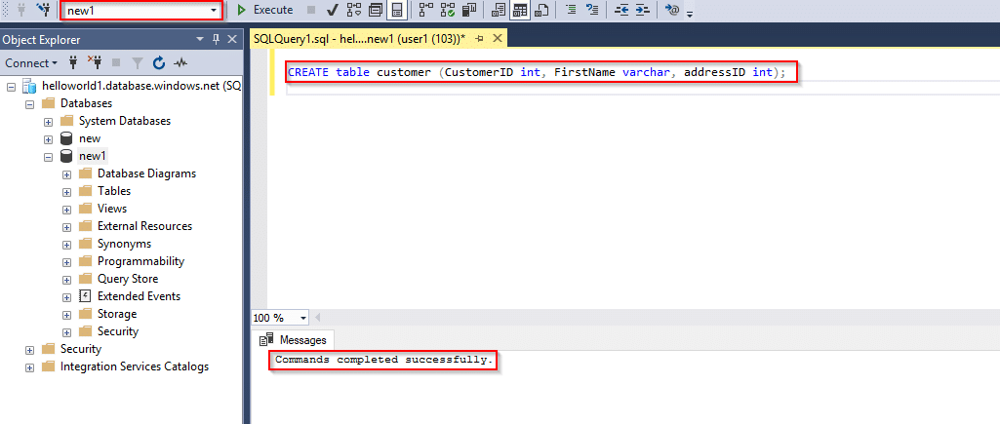 new1
Execute
Object Explorer
SQLQuery1.sql - hel....new1 (user1 (103))*
Connect
helloworld1.database.windows.net (SQ
Databases
System Databases
new
new1
Database Diagrams
Tables
Views
External Resources
Synonyms
Programmability
Query Store
Extended Events
Storage
Security
Security
Integration Services Catalogs
CREATE table customer (CustomerID int, FirstName varchar, addressID int);
100 %
Messages
Commands completed successfully.